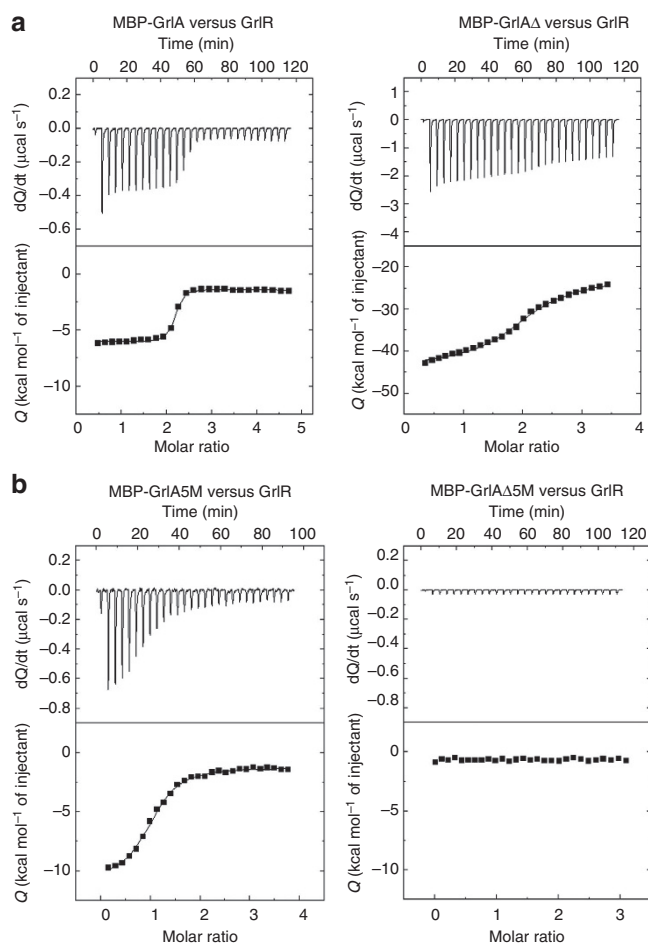 a
MBP-GrlA versus GrlR
Time (min)
0 20 40 60 80 100 120
0.2
0.0
−0.2
−0.4
−0.6
dQ/dt (μcal s−1)
0
−5
−10
Q (kcal mol−1 of injectant)
0 1 2 3 4 5
Molar ratio
MBP-GrlAΔ versus GrlR
Time (min)
0 20 40 60 80 100 120
1
0
−1
−2
−3
−4
dQ/dt (μcal s−1)
−20
−30
−40
−50
Q (kcal mol−1 of injectant)
0 1 2 3 4
Molar ratio
b
MBP-GrlA5M versus GrlR
Time (min)
0 20 40 60 80 100
0.2
0.0
−0.2
−0.4
−0.6
−0.8
dQ/dt (μcal s−1)
0
−5
−10
Q (kcal mol−1 of injectant)
0 1 2 3 4
Molar ratio
MBP-GrlAΔ5M versus GrlR
Time (min)
0 20 40 60 80 100 120
0.2
0.0
−0.2
−0.4
−0.6
−0.8
dQ/dt (μcal s−1)
0
−5
−10
Q (kcal mol−1 of injectant)
0 1 2 3
Molar ratio